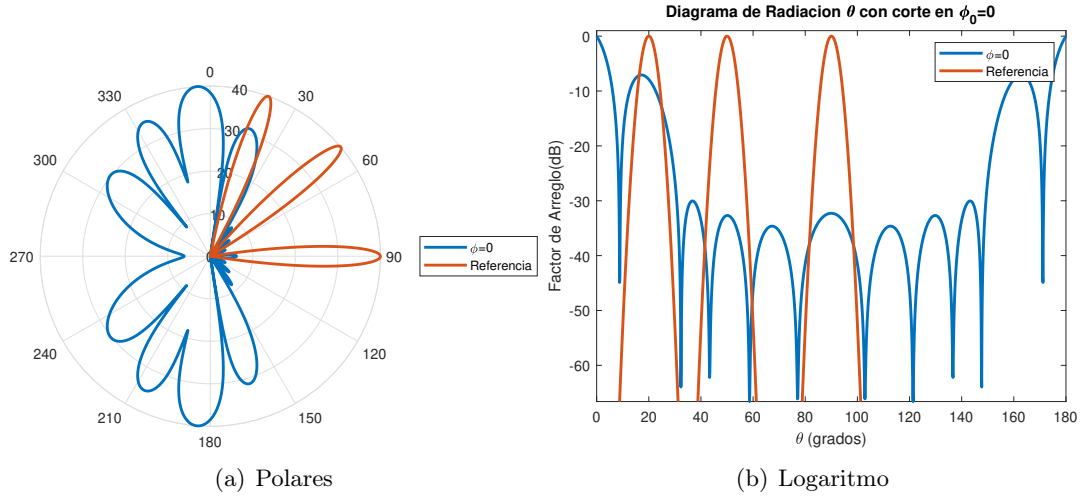 0
30
60
90
120
150
180
210
240
270
300
330
0
10
20
30
40
φ=0
Referencia
(a) Polares
Diagrama de Radiacion θ con corte en φ₀=0
Factor de Arreglo(dB)
0
-10
-20
-30
-40
-50
-60
0 20 40 60 80 100 120 140 160 180
θ (grados)
φ=0
Referencia
(b) Logaritmo